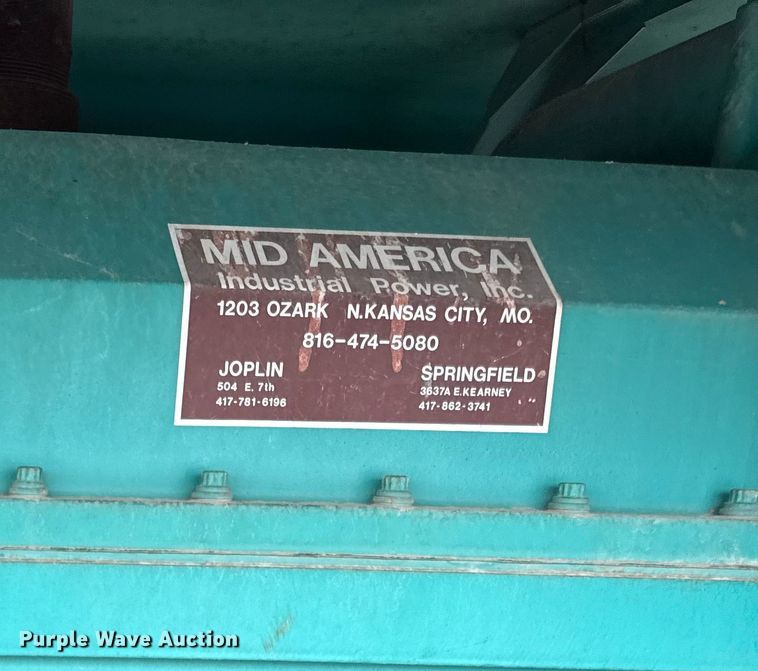 MID AMERICA
Industrial Power, Inc.
1203 OZARK N.KANSAS CITY, MO.
816-474-5080
JOPLIN
504 E. 7th
417-781-6196
SPRINGFIELD
3637A E.KEARNEY
417-862-3741
Purple Wave Auction